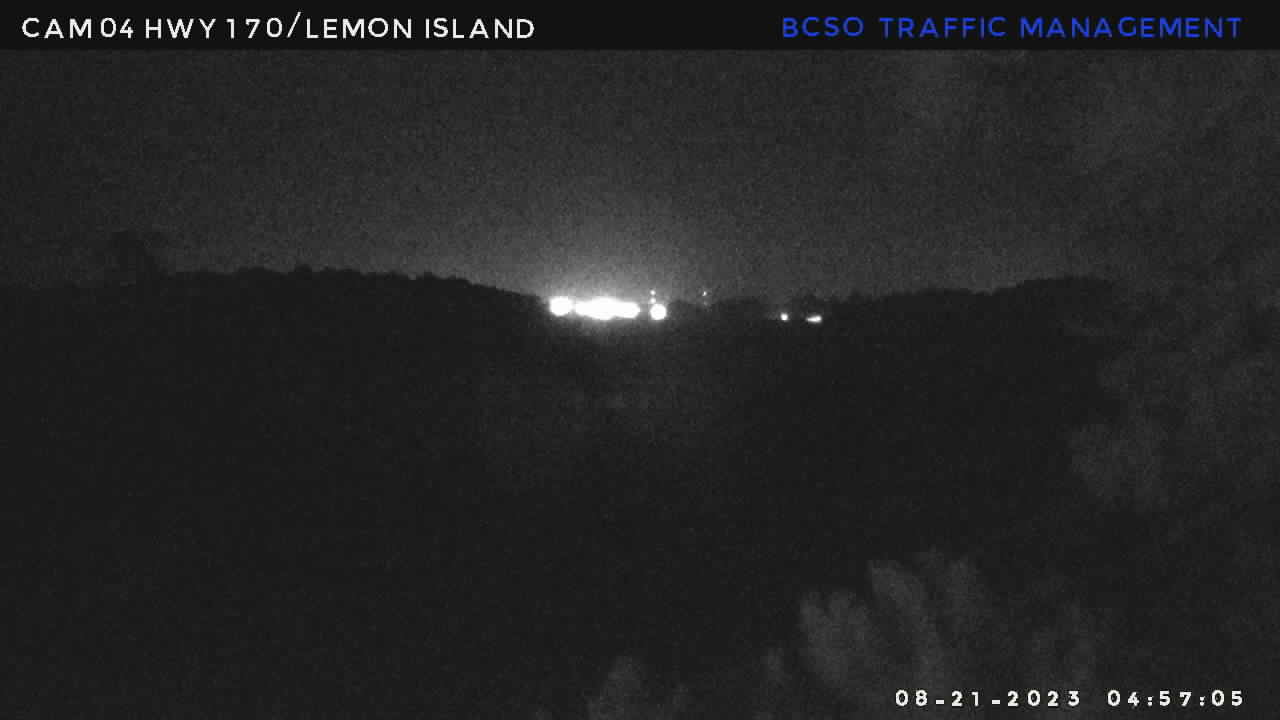 CAM 04 HWY 170/LEMON ISLAND
BCSO TRAFFIC MANAGEMENT
08-21-2023 04:57:05